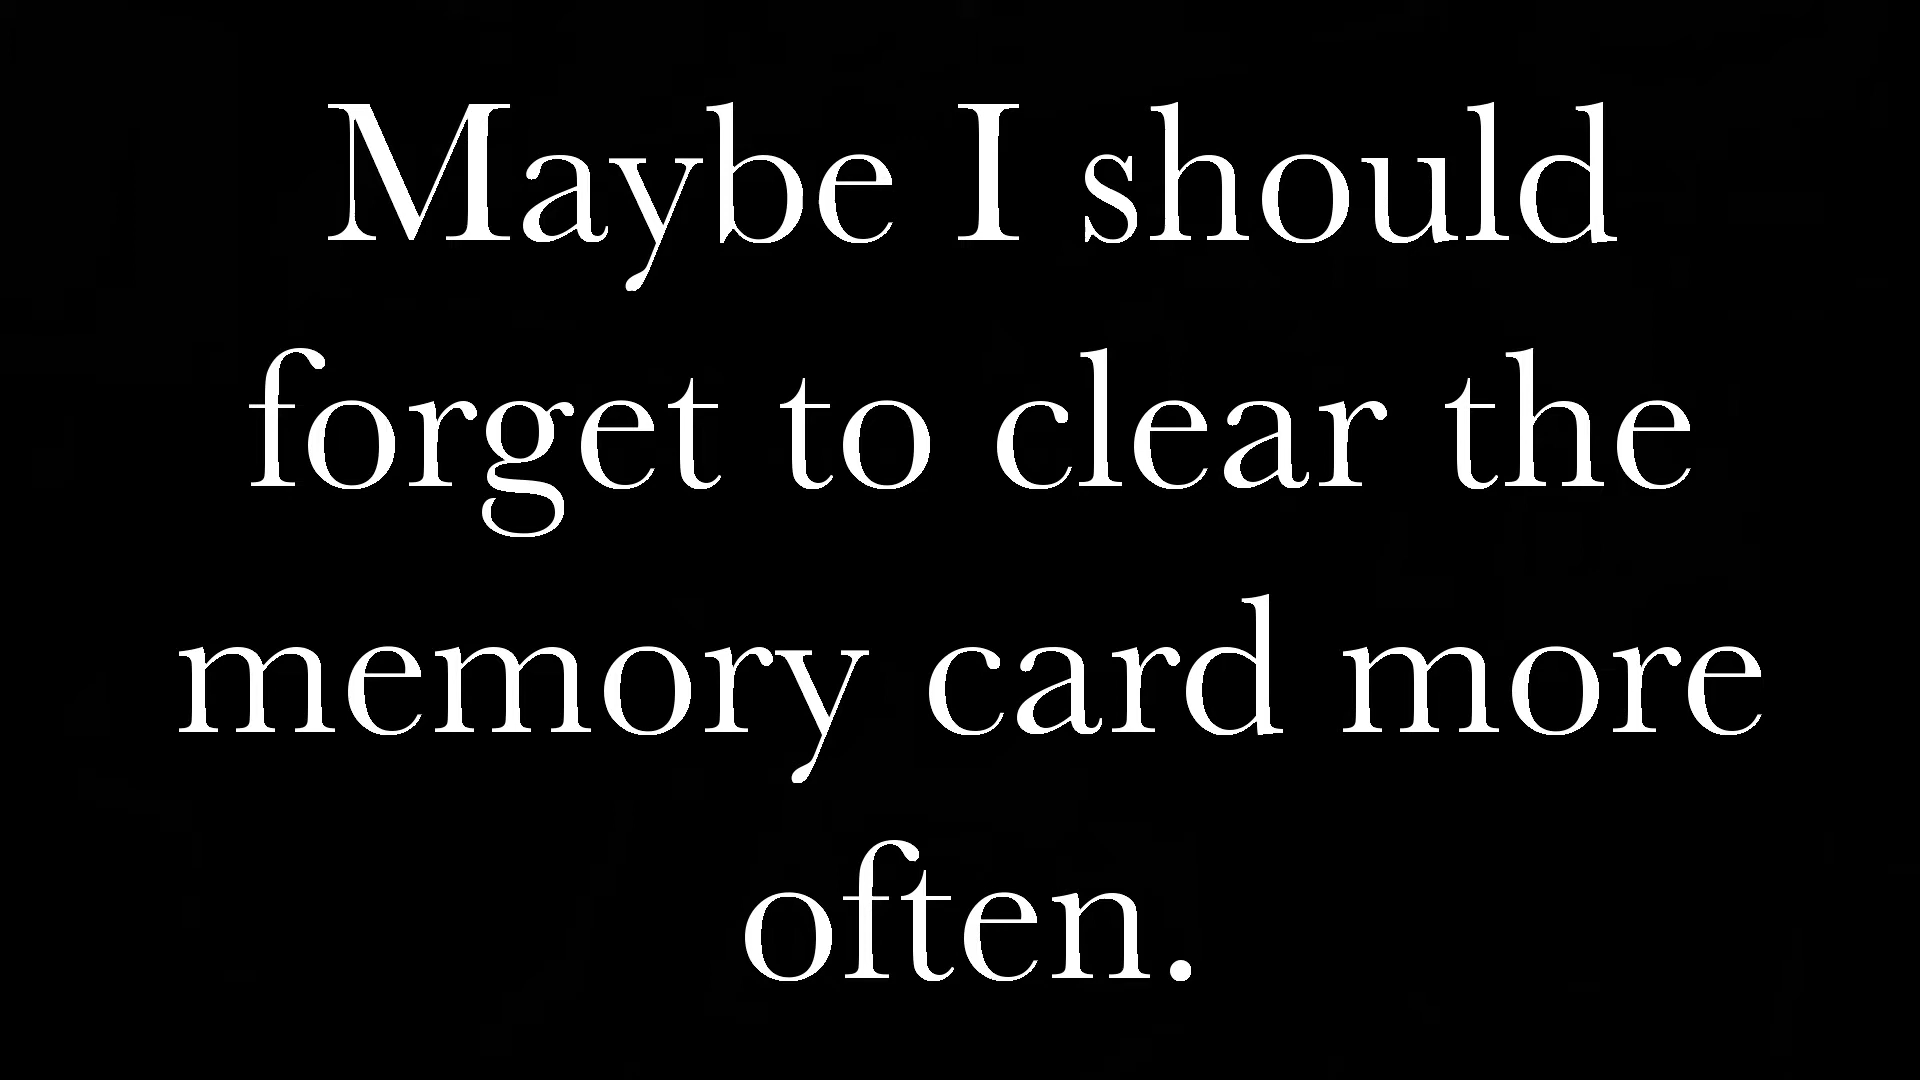 Maybe I should
forget to clear the
memory card more
often.